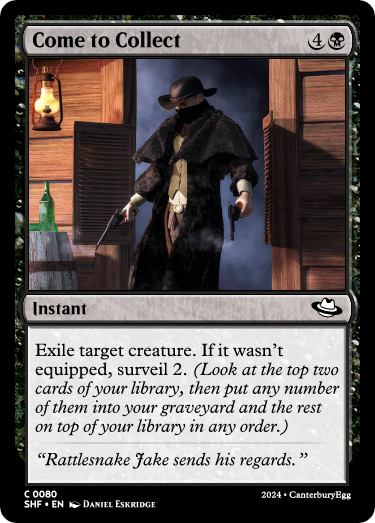 Come to Collect 4
Instant
Exile target creature. If it wasn't
equipped, surveil 2. (Look at the top two
cards of your library, then put any number
of them into your graveyard and the rest
on top of your library in any order.)
"Rattlesnake Jake sends his regards."
C 0080
SHF • EN Daniel Eskridge
2024 • CanterburyEgg